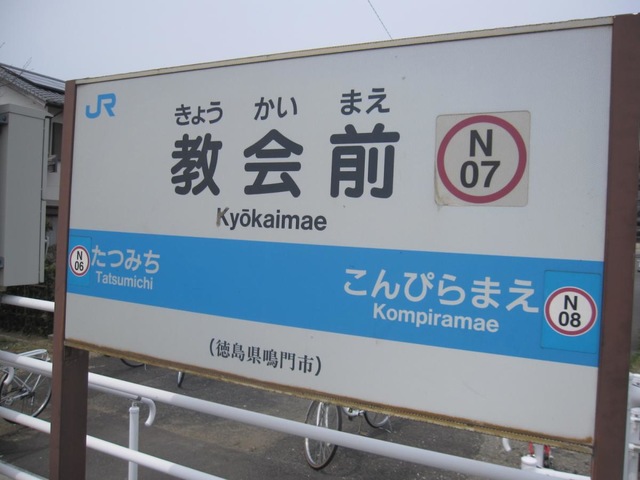 JR
きょう かい まえ
教会前
N
07
Kyōkaimae
N
06
たつみち
Tatsumichi
こんぴらまえ
Kompiramae
N
08
(徳島県鳴門市)